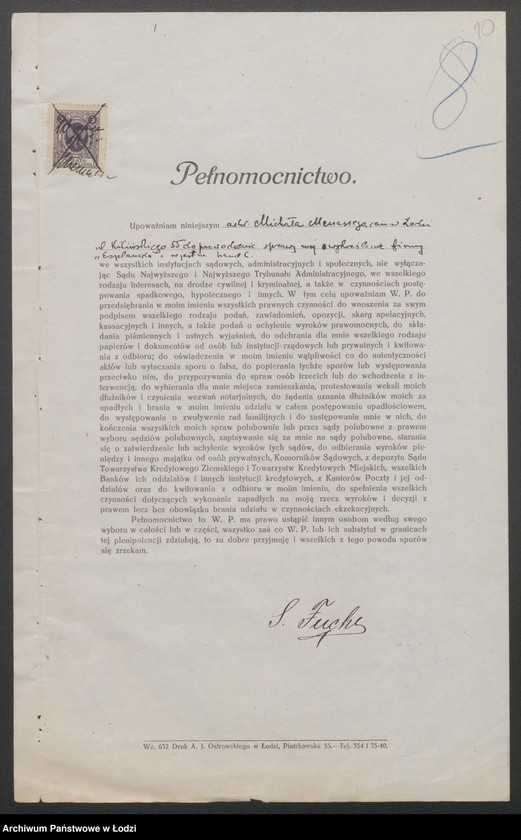 10
8
Pełnomocnictwo.
Upoważniam niniejszym adw. Michała
ul Kilińskiego 55 do prowadzenia sprawy mej o wykreślenie firmy
„Esplanada" z rejestru handl.
we wszystkich instytucjach sądowych, administracyjnych i społecznych, nie wyłącza-
jąc Sądu Najwyższego i Najwyższego Trybunału Administracyjnego, we wszelkiego
rodzaju interesach, na drodze cywilnej i kryminalnej, a także w czynnościach postę-
powania spadkowego, hypotecznego i innych. W tym celu upoważniam W. P. do
przedsiębrania w moim imieniu wszystkich prawnych czynności do wnoszenia za swym
podpisem wszelkiego rodzaju podań, zawiadomień, opozycji, skarg apelacyjnych,
kassacyjnych i innych, a także podań o uchylenie wyroków prawomocnych, do skła-
dania piśmiennych i ustnych wyjaśnień, do odebrania dla mnie wszelkiego rodzaju
papierów i dokumentów od osób lub instytucji rządowych lub prywatnych i kwitowa-
nia z odbioru; do oświadczenia w moim imieniu wątpliwości co do autentyczności
aktów lub wytaczania sporu o fałsz, do popierania tychże sporów lub występowania
przeciwko nim, do przypozywania do spraw osób trzecich lub do wchodzenia z in-
terwencją, do wybierania dla mnie miejsca zamieszkania, protestowania weksli moich
dłużników i czynienia wezwań notarjalnych, do żądania uznania dłużników moich za
upadłych i brania w moim imieniu udziału w całem postępowaniu upadłościowem,
do występowania o zwoływnie rad familijnych i do zastępowania mnie w nich, do
kończenia wszystkich moich spraw polubownie lub przez sądy polubowne z prawem
wyboru sędziów polubownych, zapisywanie się za mnie na sądy polubowne, starania
się o zatwierdzenie lub uchylenie wyroków tych sądów, do odbierania wyroków pie-
niędzy i innego majątku od osób prywatnych, Komorników Sądowych, z depozytu Sądu
Towarzystwa Kredytowego Ziemskiego i Towarzystw Kredytowych Miejskich, wszelkich
Banków ich oddziałów i innych instytucji kredytowych, z Kantorów Poczty i jej od-
działów oraz do kwitowania z odbioru w moim imieniu, do spełnienia wszelkich
czynności dotyczących wykonania zapadłych na moją rzecz wyroków i decyzji z
prawem lecz bez obowiązku brania udziału w czynnościach ekzekucyjnych.
Pełnomocnictwo to W. P. ma prawo ustąpić innym osobom według swego
wyboru w całości lub w części, wszystko zaś co W. P. lub ich substytut w granicach
tej plenipotencji zdziałają, to za dobre przyjmuję i wszelkich z tego powodu sporów
się zrzekam.
S. Fuchs
Wz. 632 Druk A. J. Ostrowskiego w Łodzi, Piotrkowska 55.—Tel. 354 i 35-40.
Archiwum Państwowe w Łodzi